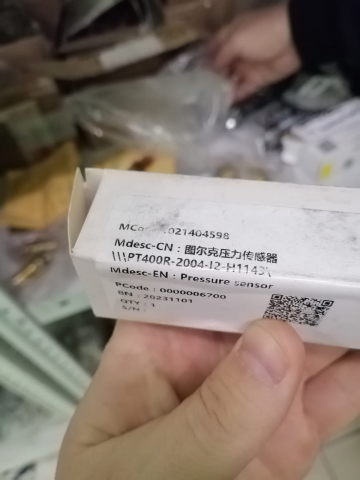 021404598
Mdesc-CN：图尔克压力传感器
\\\PT400R-2004-I2-H1143\
Mdesc-EN：Pressure sensor
PCode：0000006700
BN：20231101
QTY：1
S/N：